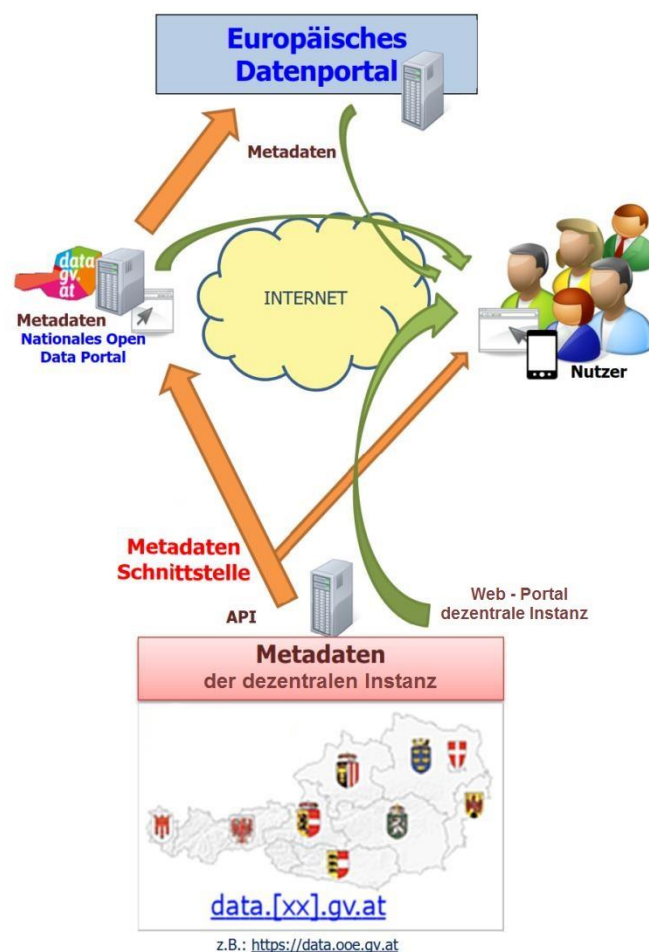 Europäisches
Datenportal
Metadaten
data
gv.
at
Metadaten
Nationales Open
Data Portal
INTERNET
Nutzer
Metadaten
Schnittstelle
API
Web - Portal
dezentrale Instanz
Metadaten
der dezentralen Instanz
data.[xx].gv.at
z.B.: https://data.ooe.gv.at